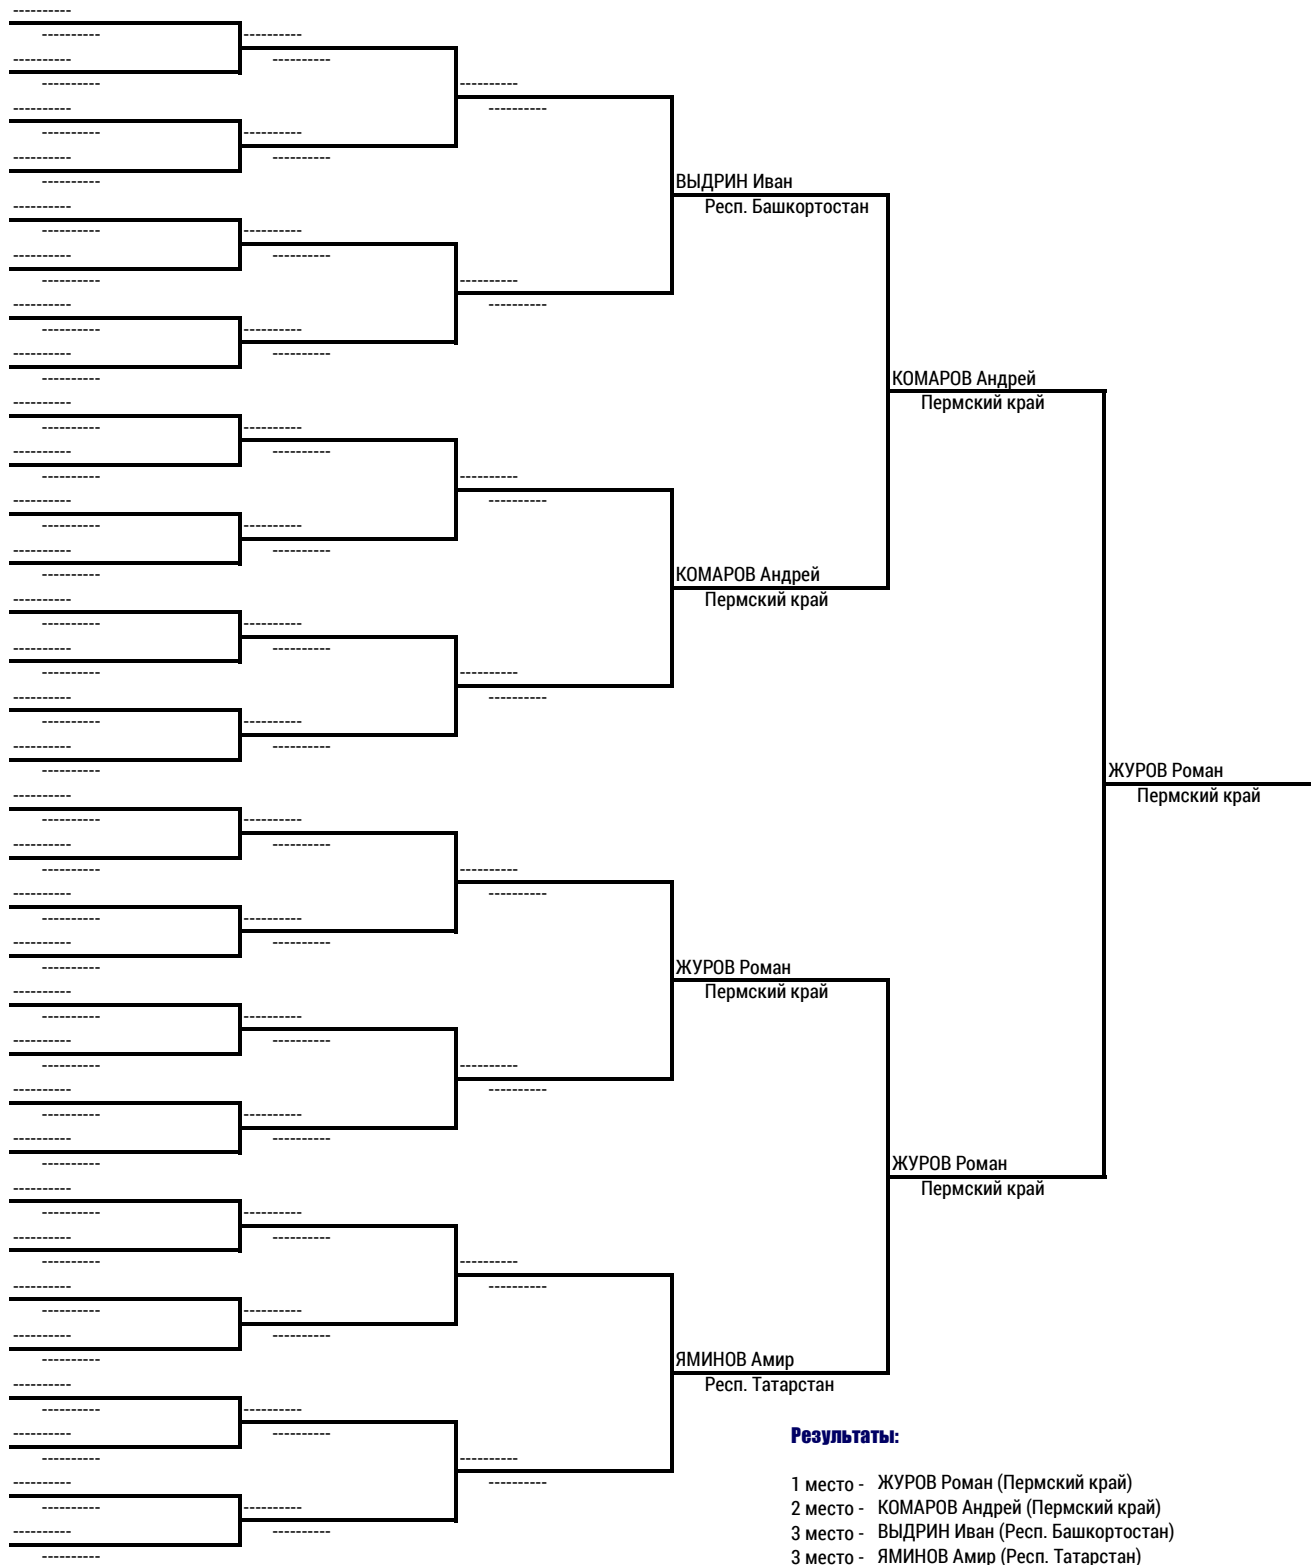 ВЫДРИН Иван
Респ. Башкортостан
КОМАРОВ Андрей
Пермский край
КОМАРОВ Андрей
Пермский край
ЖУРОВ Роман
Пермский край
ЖУРОВ Роман
Пермский край
ЖУРОВ Роман
Пермский край
ЯМИНОВ Амир
Респ. Татарстан
Результаты:
1 место - ЖУРОВ Роман (Пермский край)
2 место - КОМАРОВ Андрей (Пермский край)
3 место - ВЫДРИН Иван (Респ. Башкортостан)
3 место - ЯМИНОВ Амир (Респ. Татарстан)